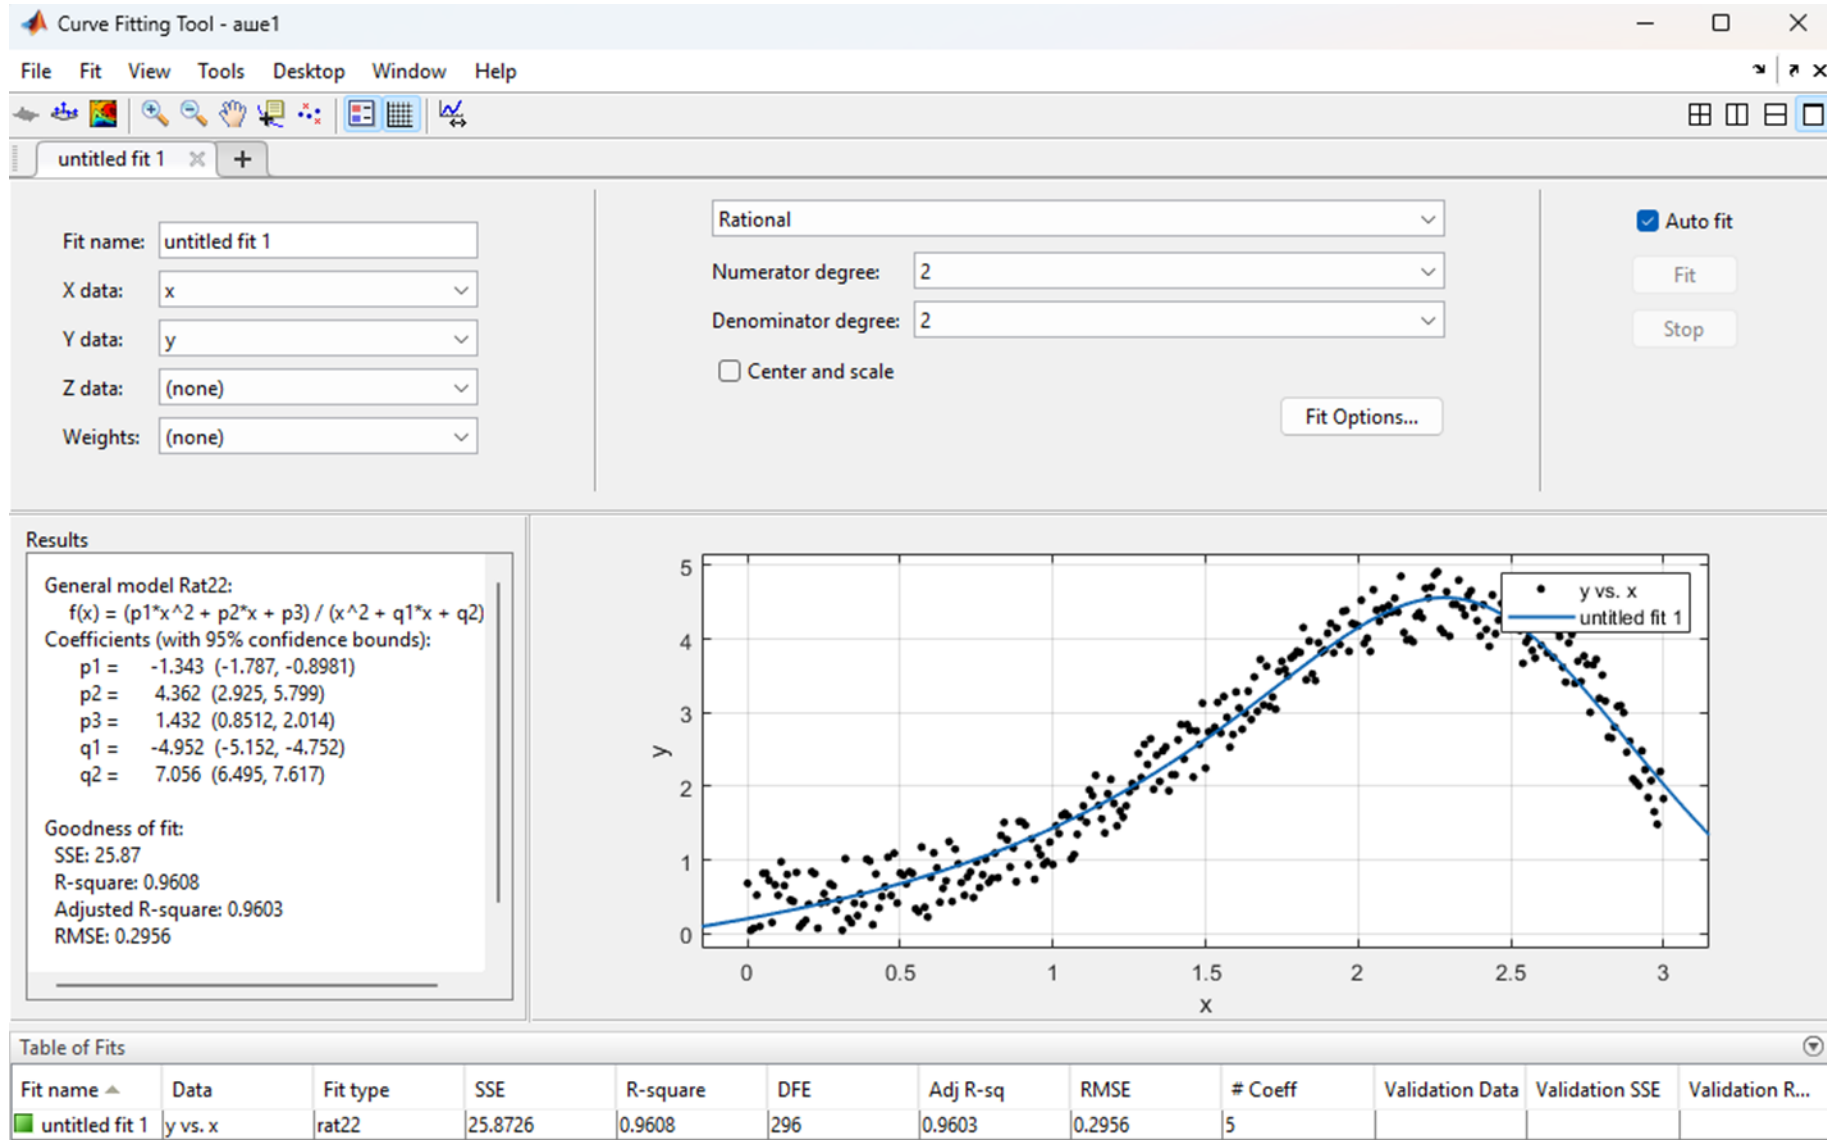 Curve Fitting Tool - аше1
File Fit View Tools Desktop Window Help
untitled fit 1
Fit name: untitled fit 1
X data: x
Y data: y
Z data: (none)
Weights: (none)
Rational
Numerator degree: 2
Denominator degree: 2
Center and scale
Fit Options...
Auto fit
Fit
Stop
Results
General model Rat22:
f(x) = (p1*x^2 + p2*x + p3) / (x^2 + q1*x + q2)
Coefficients (with 95% confidence bounds):
p1 = -1.343 (-1.787, -0.8981)
p2 = 4.362 (2.925, 5.799)
p3 = 1.432 (0.8512, 2.014)
q1 = -4.952 (-5.152, -4.752)
q2 = 7.056 (6.495, 7.617)
Goodness of fit:
SSE: 25.87
R-square: 0.9608
Adjusted R-square: 0.9603
RMSE: 0.2956
y vs. x
untitled fit 1
5
4
3
2
1
0
y
0 0.5 1 1.5 2 2.5 3
x
Table of Fits
Fit name Data Fit type SSE R-square DFE Adj R-sq RMSE # Coeff Validation Data Validation SSE Validation R...
untitled fit 1 y vs. x rat22 25.8726 0.9608 296 0.9603 0.2956 5